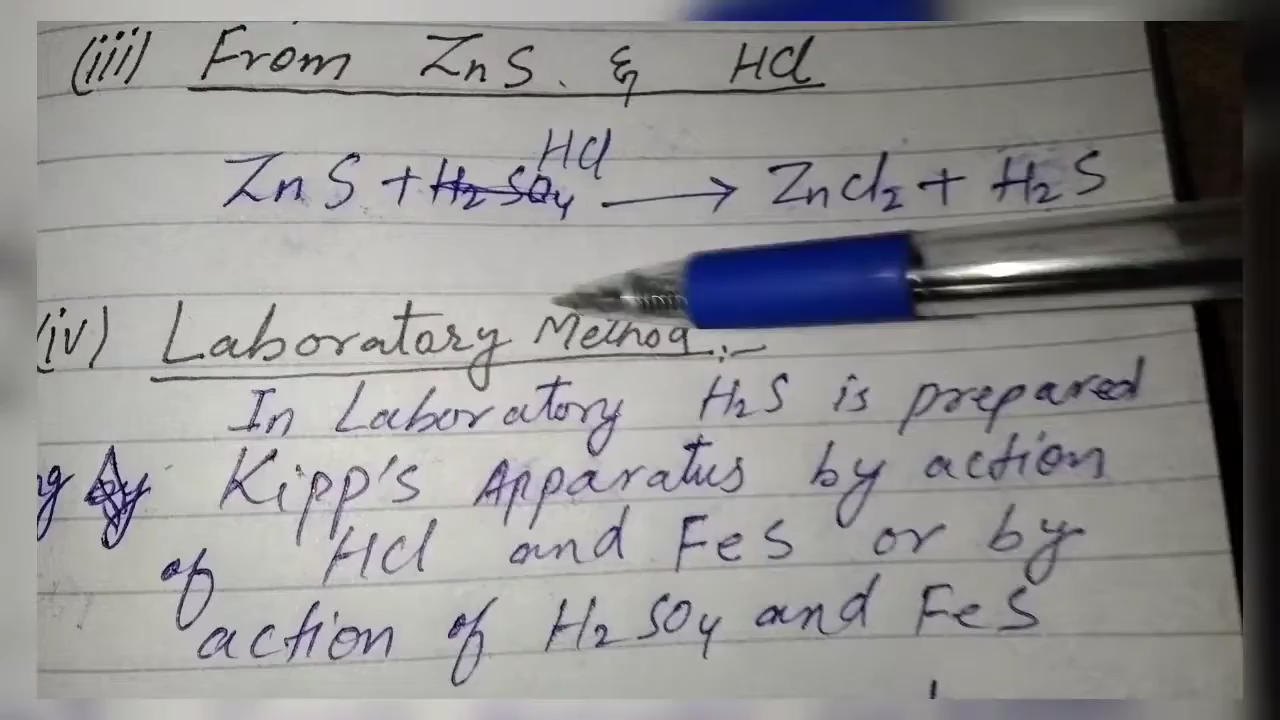 (iii) From ZnS. & HCl
HCl
ZnS + H2SO4 ⟶ ZnCl2 + H2S
(iv) Laboratory Method :-
In Laboratory H2S is prepared
By Kipp's Apparatus by action
of HCl and FeS or by
action of H2SO4 and FeS